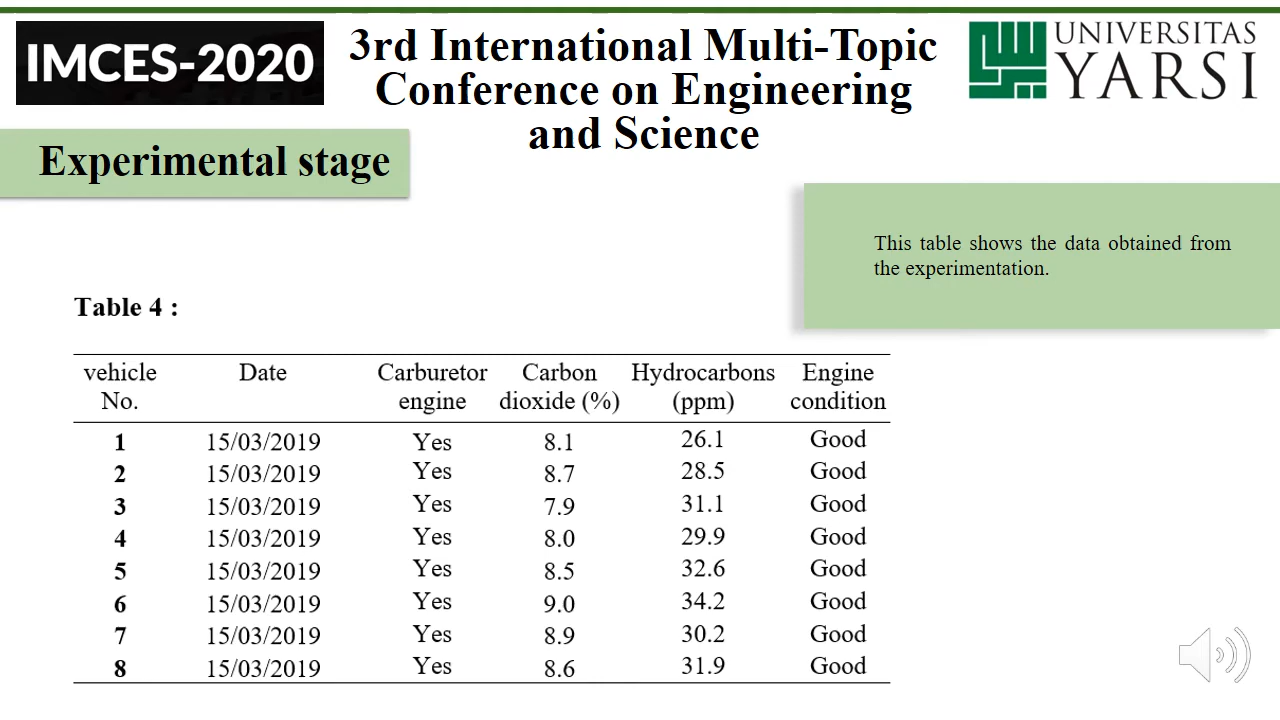 IMCES-2020
3rd International Multi-Topic
Conference on Engineering
and Science
UNIVERSITAS
YARSI
Experimental stage
This table shows the data obtained from
the experimentation.
Table 4 :
vehicle No. Date Carburetor engine Carbon dioxide (%) Hydrocarbons (ppm) Engine condition
1 15/03/2019 Yes 8.1 26.1 Good
2 15/03/2019 Yes 8.7 28.5 Good
3 15/03/2019 Yes 7.9 31.1 Good
4 15/03/2019 Yes 8.0 29.9 Good
5 15/03/2019 Yes 8.5 32.6 Good
6 15/03/2019 Yes 9.0 34.2 Good
7 15/03/2019 Yes 8.9 30.2 Good
8 15/03/2019 Yes 8.6 31.9 Good